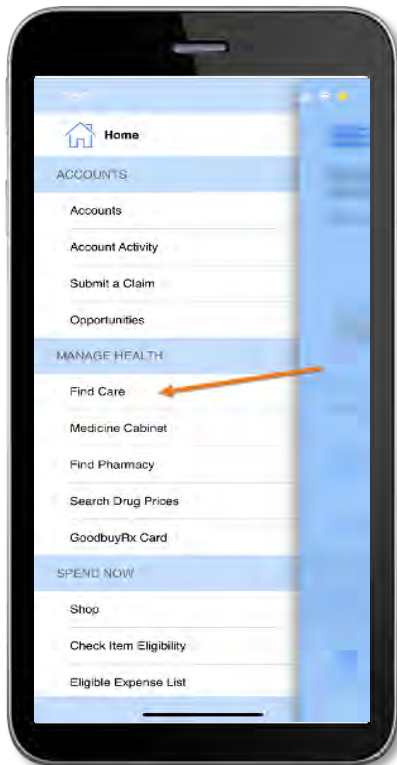 Home
ACCOUNTS
Accounts
Account Activity
Submit a Claim
Opportunities
MANAGE HEALTH
Find Care
Medicine Cabinet
Find Pharmacy
Search Drug Prices
GoodbuyRx Card
SPEND NOW
Shop
Check Item Eligibility
Eligible Expense List